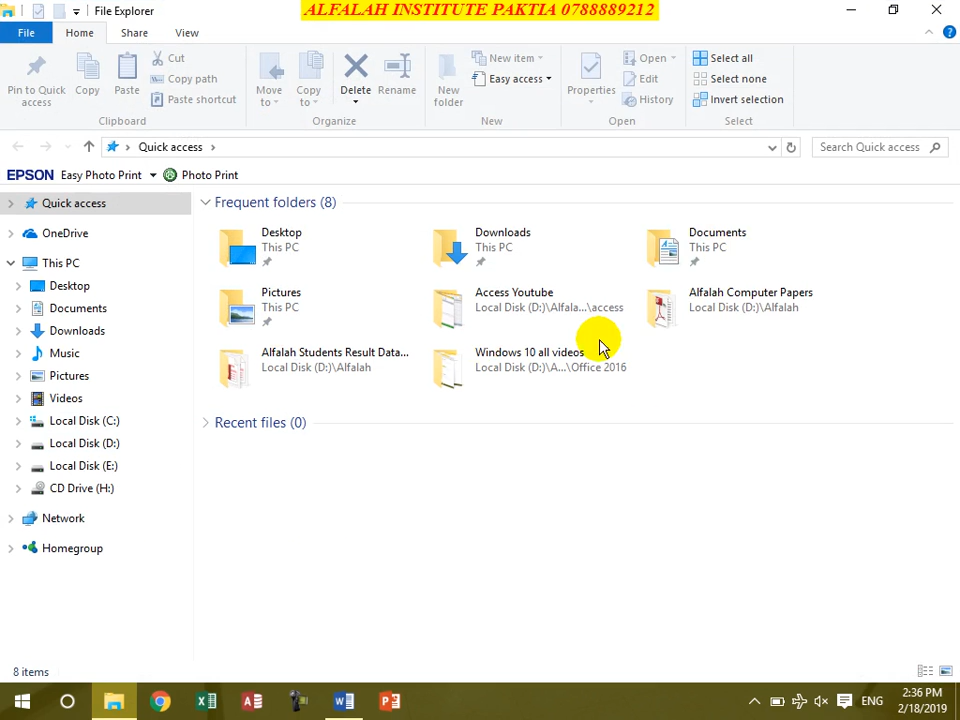 File Explorer
ALFALAH INSTITUTE PAKTIA 0788889212
File Home Share View
Pin to Quick access
Copy
Paste
Cut
Copy path
Paste shortcut
Clipboard
Move to
Copy to
Delete
Rename
Organize
New folder
New item
Easy access
New
Properties
Open
Edit
History
Open
Select all
Select none
Invert selection
Select
Quick access
Search Quick access
EPSON Easy Photo Print Photo Print
Quick access
OneDrive
This PC
Desktop
Documents
Downloads
Music
Pictures
Videos
Local Disk (C:)
Local Disk (D:)
Local Disk (E:)
CD Drive (H:)
Network
Homegroup
Frequent folders (8)
Desktop
This PC
Downloads
This PC
Documents
This PC
Pictures
This PC
Access Youtube
Local Disk (D:)\Alfala...\access
Alfalah Computer Papers
Local Disk (D:)\Alfalah
Alfalah Students Result Data...
Local Disk (D:)\Alfalah
Windows 10 all videos
Local Disk (D:)\A...\Office 2016
Recent files (0)
8 items
ENG
2:36 PM
2/18/2019